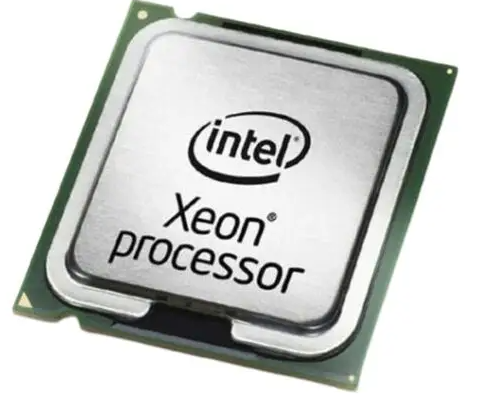 intel
Xeon®
processor